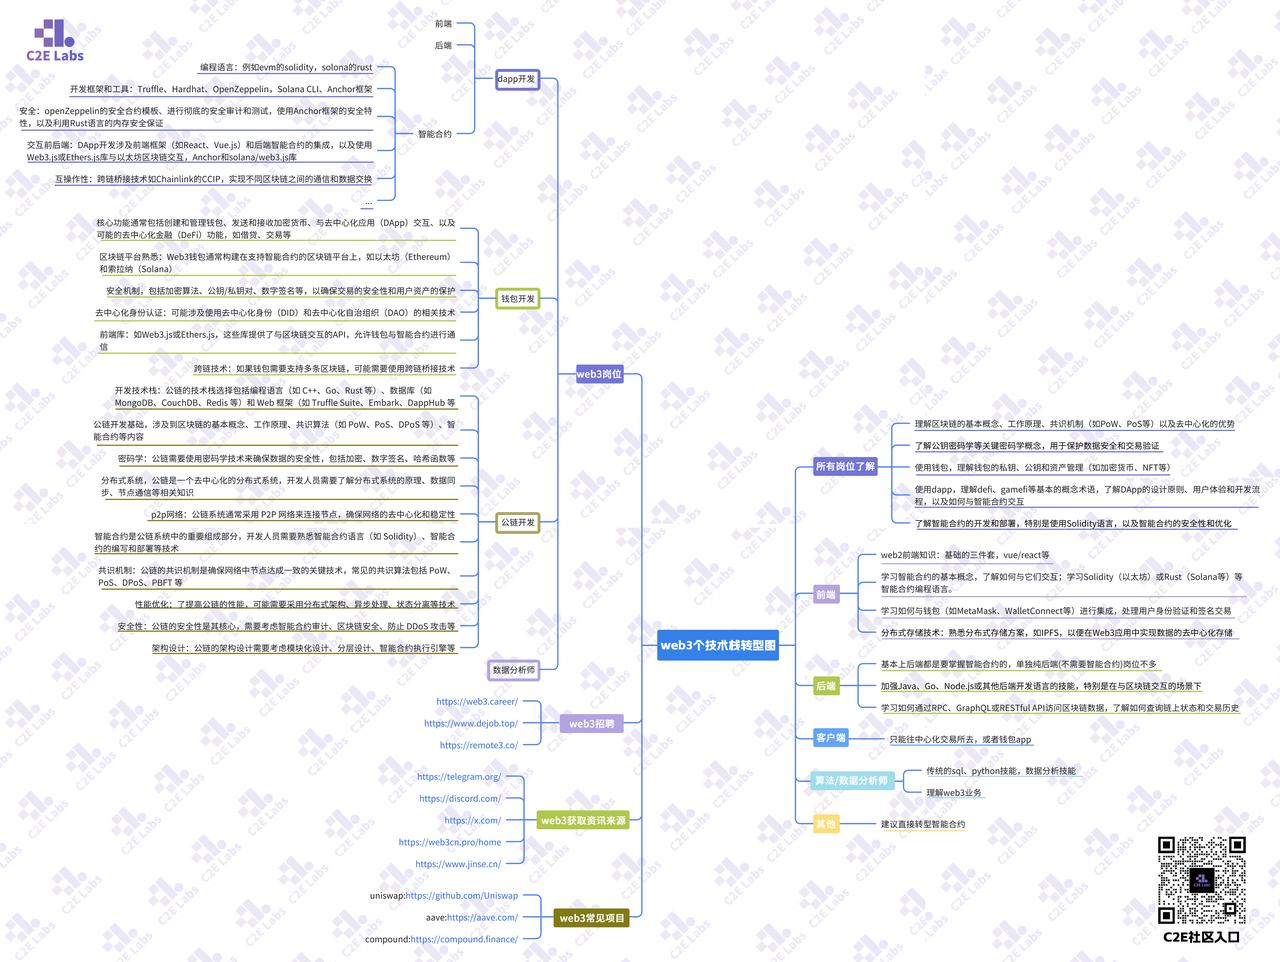 C2E Labs
前端
后端
dapp开发
编程语言：例如evm的solidity，solona的rust
开发框架和工具：Truffle、Hardhat、OpenZeppelin，Solana CLI、Anchor框架
安全：openZeppelin的安全合约模板、进行彻底的安全审计和测试，使用Anchor框架的安全特
性，以及利用Rust语言的内存安全保证
智能合约
交互前后端：DApp开发涉及前端框架（如React、Vue.js）和后端智能合约的集成，以及使用
Web3.js或Ethers.js库与以太坊区块链交互，Anchor和solana/web3.js库
互操作性：跨链桥接技术如Chainlink的CCIP，实现不同区块链之间的通信和数据交换
...
核心功能通常包括创建和管理钱包、发送和接收加密货币、与去中心化应用（DApp）交互、以及
可能的去中心化金融（DeFi）功能，如借贷、交易等
区块链平台熟悉：Web3钱包通常构建在支持智能合约的区块链平台上，如以太坊（Ethereum）
和索拉纳（Solana）
安全机制，包括加密算法、公钥/私钥对、数字签名等，以确保交易的安全性和用户资产的保护
钱包开发
去中心化身份认证：可能涉及使用去中心化身份（DID）和去中心化自治组织（DAO）的相关技术
前端库：如Web3.js或Ethers.js，这些库提供了与区块链交互的API，允许钱包与智能合约进行通
信
跨链技术：如果钱包需要支持多条区块链，可能需要使用跨链桥接技术
web3岗位
开发技术栈：公链的技术栈选择包括编程语言（如 C++、Go、Rust 等）、数据库（如
MongoDB、CouchDB、Redis 等）和 Web 框架（如 Truffle Suite、Embark、DappHub 等
公链开发基础，涉及到区块链的基本概念、工作原理、共识算法（如 PoW、PoS、DPoS 等）、智
能合约等内容
密码学：公链需要使用密码学技术来确保数据的安全性，包括加密、数字签名、哈希函数等
分布式系统，公链是一个去中心化的分布式系统，开发人员需要了解分布式系统的原理、数据同
步、节点通信等相关知识
p2p网络：公链系统通常采用 P2P 网络来连接节点，确保网络的去中心化和稳定性
公链开发
智能合约是公链系统中的重要组成部分，开发人员需要熟悉智能合约语言（如 Solidity）、智能合
约的编写和部署等技术
共识机制：公链的共识机制是确保网络中节点达成一致的关键技术，常见的共识算法包括 PoW、
PoS、DPoS、PBFT 等
性能优化：了提高公链的性能，可能需要采用分布式架构、异步处理、状态分离等技术
安全性：公链的安全性是其核心，需要考虑智能合约审计、区块链安全、防止 DDoS 攻击等
架构设计：公链的架构设计需要考虑模块化设计、分层设计、智能合约执行引擎等
数据分析师
https://web3.career/
https://www.dejob.top/
https://remote3.co/
web3招聘
https://telegram.org/
https://discord.com/
https://x.com/
https://web3cn.pro/home
https://www.jinse.cn/
web3获取资讯来源
uniswap:https://github.com/Uniswap
aave:https://aave.com/
compound:https://compound.finance/
web3常见项目
web3个技术栈转型图
所有岗位了解
理解区块链的基本概念、工作原理、共识机制（如PoW、PoS等）以及去中心化的优势
了解公钥密码学等关键密码学概念，用于保护数据安全和交易验证
使用钱包，理解钱包的私钥、公钥和资产管理（如加密货币、NFT等）
使用dapp，理解defi、gamefi等基本的概念术语，了解DApp的设计原则、用户体验和开发流
程，以及如何与智能合约交互
了解智能合约的开发和部署，特别是使用Solidity语言，以及智能合约的安全性和优化
前端
web2前端知识：基础的三件套，vue/react等
学习智能合约的基本概念，了解如何与它们交互；学习Solidity（以太坊）或Rust（Solana等）等
智能合约编程语言。
学习如何与钱包（如MetaMask、WalletConnect等）进行集成，处理用户身份验证和签名交易
分布式存储技术：熟悉分布式存储方案，如IPFS，以便在Web3应用中实现数据的去中心化存储
后端
基本上后端都是要掌握智能合约的，单独纯后端(不需要智能合约)岗位不多
加强Java、Go、Node.js或其他后端开发语言的技能，特别是在与区块链交互的场景下
学习如何通过RPC、GraphQL或RESTful API访问区块链数据，了解如何查询链上状态和交易历史
客户端
只能往中心化交易所去，或者钱包app
算法/数据分析师
传统的sql、python技能，数据分析技能
理解web3业务
其他
建议直接转型智能合约
C2E Labs
C2E社区入口